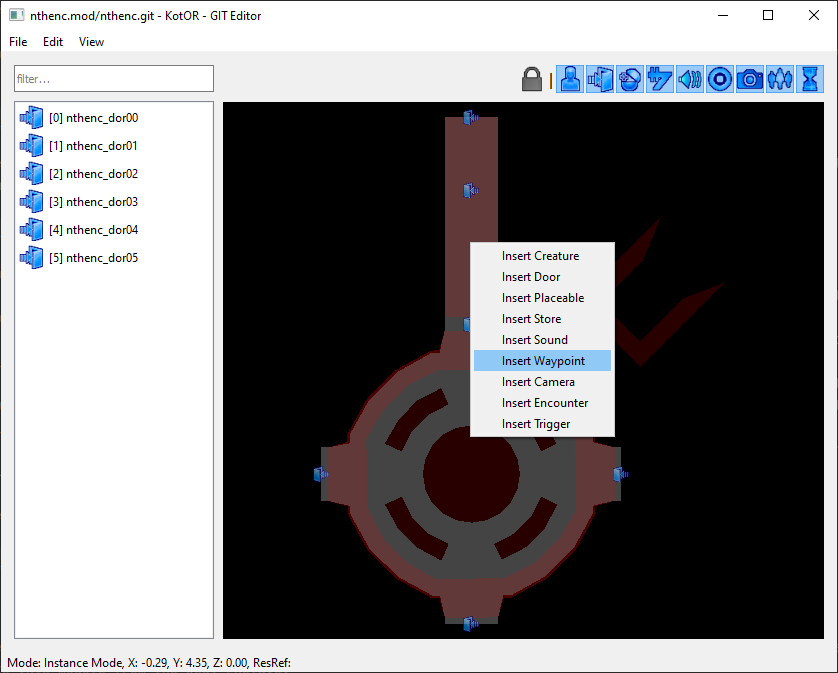 nthenc.mod/nthenc.git - KotOR - GIT Editor
File Edit View
filter...
[0] nthenc_dor00
[1] nthenc_dor01
[2] nthenc_dor02
[3] nthenc_dor03
[4] nthenc_dor04
[5] nthenc_dor05
Insert Creature
Insert Door
Insert Placeable
Insert Store
Insert Sound
Insert Waypoint
Insert Camera
Insert Encounter
Insert Trigger
Mode: Instance Mode, X: -0.29, Y: 4.35, Z: 0.00, ResRef: